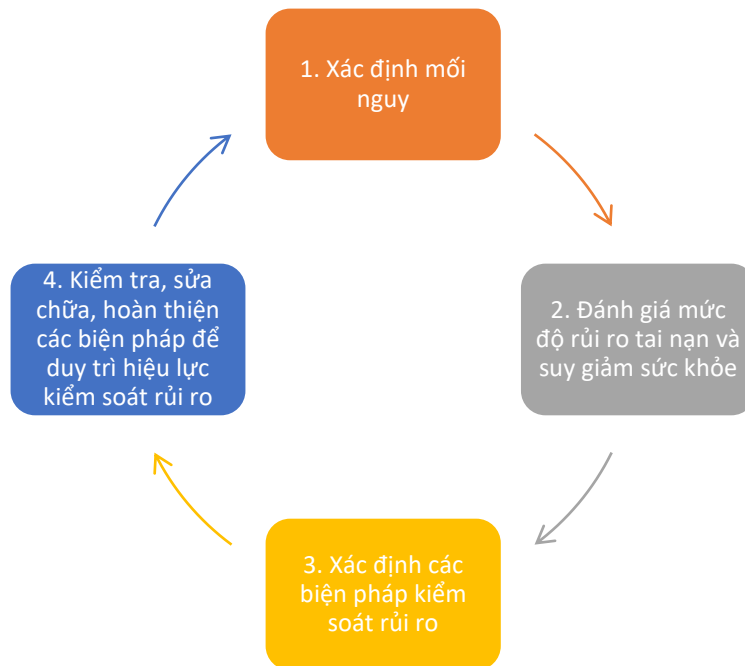 1. Xác định mối
nguy
2. Đánh giá mức
độ rủi ro tai nạn và
suy giảm sức khỏe
3. Xác định các
biện pháp kiểm
soát rủi ro
4. Kiểm tra, sửa
chữa, hoàn thiện
các biện pháp để
duy trì hiệu lực
kiểm soát rủi ro